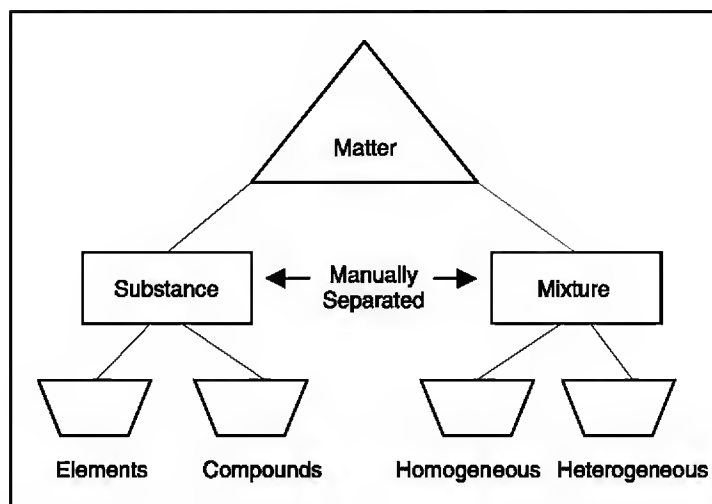 Matter
Substance
Manually
Separated
Mixture
Elements
Compounds
Homogeneous
Heterogeneous